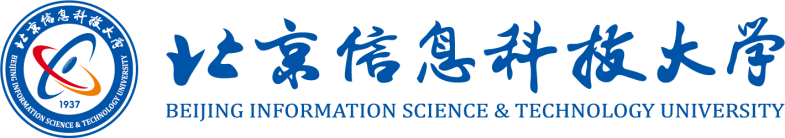 北京信息科技大学
BEIJING INFORMATION SCIENCE & TECHNOLOGY UNIVERSITY
1937
北京信息科技大学
BEIJING INFORMATION SCIENCE & TECHNOLOGY UNIVERSITY